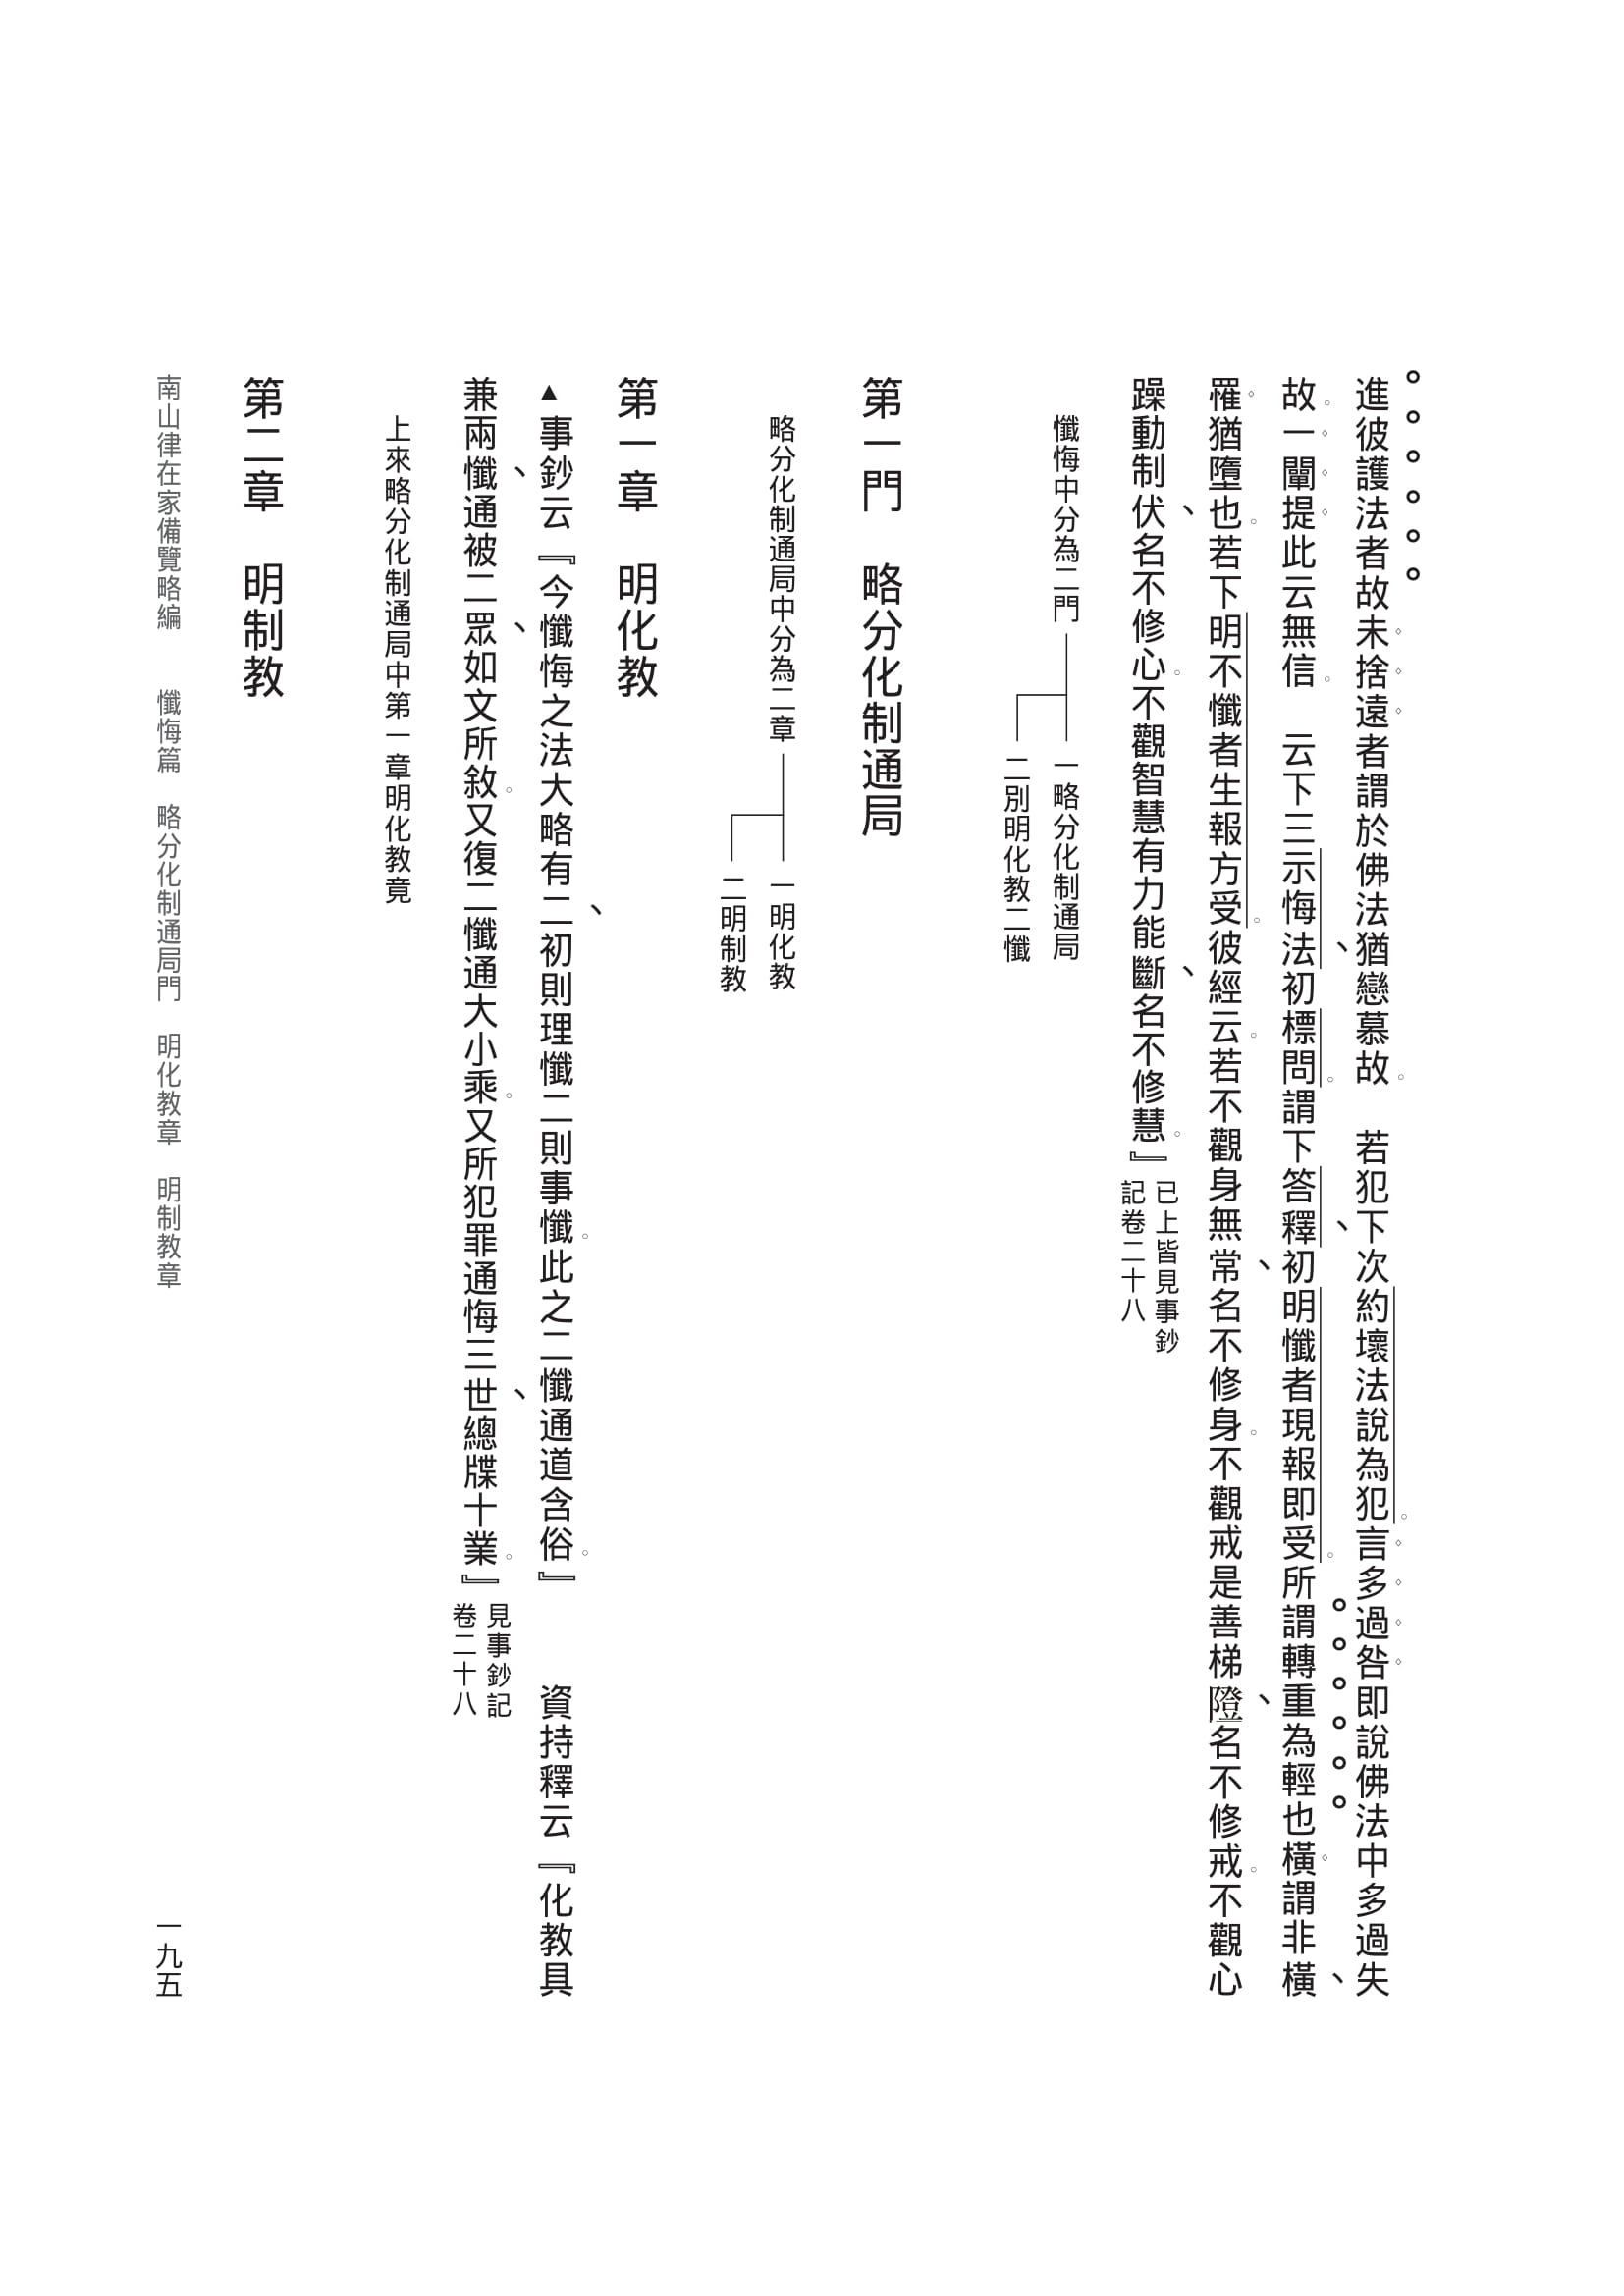 進彼護法者故未捨遠者謂於佛法猶戀慕故。　若犯下次約壞法說為犯。言多過咎即說佛法中多過失
故。一闡提此云無信。　云下三示悔法、初標問。謂下答釋、初明懺者現報即受。所謂轉重為輕也橫謂非橫、
罹猶墮也。若下明不懺者生報方受。彼經云。若不觀身無常、名不修身。不觀戒是善梯隥、名不修戒。不觀心
躁動制伏、名不修心。不觀智慧有力能斷、名不修慧。』已上皆見事鈔
記卷二十八
懺悔中分為二門
一略分化制通局
二別明化教二懺
第一門　略分化制通局
略分化制通局中分為二章
一明化教
二明制教
第一章　明化教
▲事鈔云『今懺悔之法大略有二、初則理懺二則事懺。此之二懺通道含俗。』　　資持釋云『化教具
兼兩懺、通被二眾、如文所敘。又復二懺通大小乘。又所犯罪通悔三世、總牒十業。』見事鈔記
卷二十八
上來略分化制通局中第一章明化教竟
第二章　明制教
南山律在家備覽略編　　懺悔篇　略分化制通局門　明化教章　明制教章
一九五